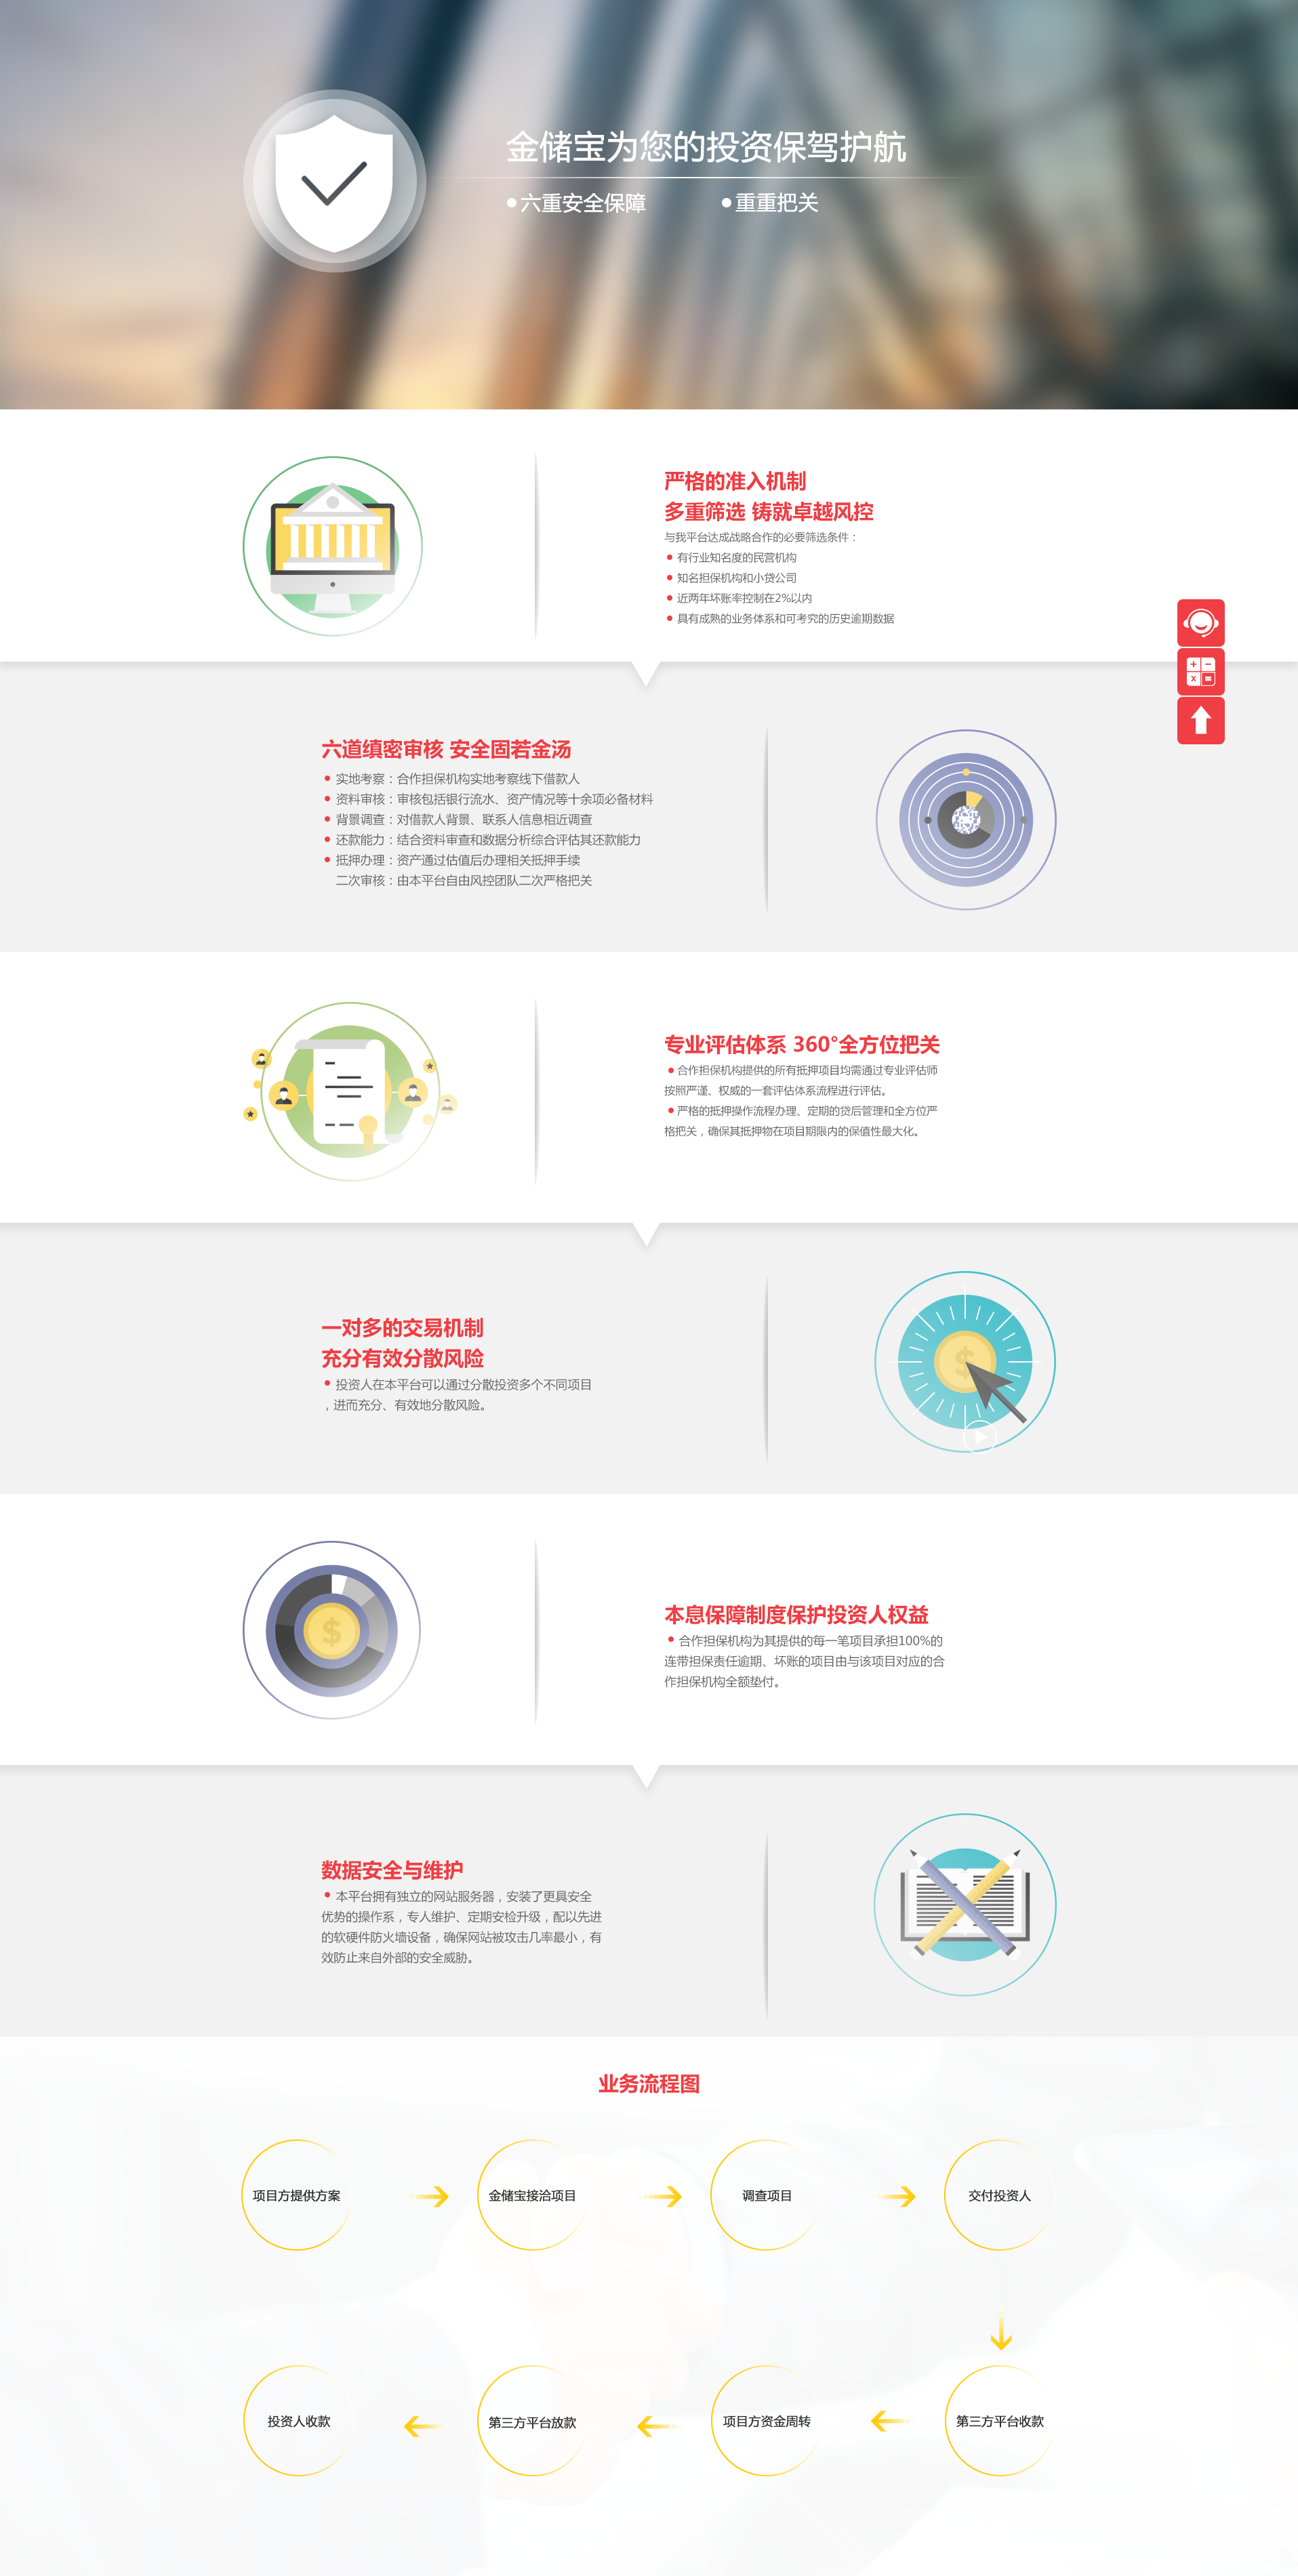 金储宝为您的投资保驾护航
●六重安全保障 ●重重把关
严格的准入机制
多重筛选 铸就卓越风控
与我平台达成战略合作的必要筛选条件：
● 有行业知名度的民营机构
● 知名担保机构和小贷公司
● 近两年坏账率控制在2%以内
● 具有成熟的业务体系和可考究的历史逾期数据
六道缜密审核 安全固若金汤
● 实地考察：合作担保机构实地考察线下借款人
● 资料审核：审核包括银行流水、资产情况等十余项必备材料
● 背景调查：对借款人背景、联系人信息相近调查
● 还款能力：结合资料审查和数据分析综合评估其还款能力
● 抵押办理：资产通过估值后办理相关抵押手续
二次审核：由本平台自由风控团队二次严格把关
专业评估体系 360°全方位把关
● 合作担保机构提供的所有抵押项目均需通过专业评估师
按照严谨、权威的一套评估体系流程进行评估。
● 严格的抵押操作流程办理、定期的贷后管理和全方位严
格把关，确保其抵押物在项目期限内的保值性最大化。
一对多的交易机制
充分有效分散风险
● 投资人在本平台可以通过分散投资多个不同项目
，进而充分、有效地分散风险。
本息保障制度保护投资人权益
● 合作担保机构为其提供的每一笔项目承担100%的
连带担保责任逾期、坏账的项目由与该项目对应的合
作担保机构全额垫付。
数据安全与维护
● 本平台拥有独立的网站服务器，安装了更具安全
优势的操作系，专人维护、定期安检升级，配以先进
的软硬件防火墙设备，确保网站被攻击几率最小，有
效防止来自外部的安全威胁。
业务流程图
项目方提供方案
金储宝接洽项目
调查项目
交付投资人
投资人收款
第三方平台放款
项目方资金周转
第三方平台收款